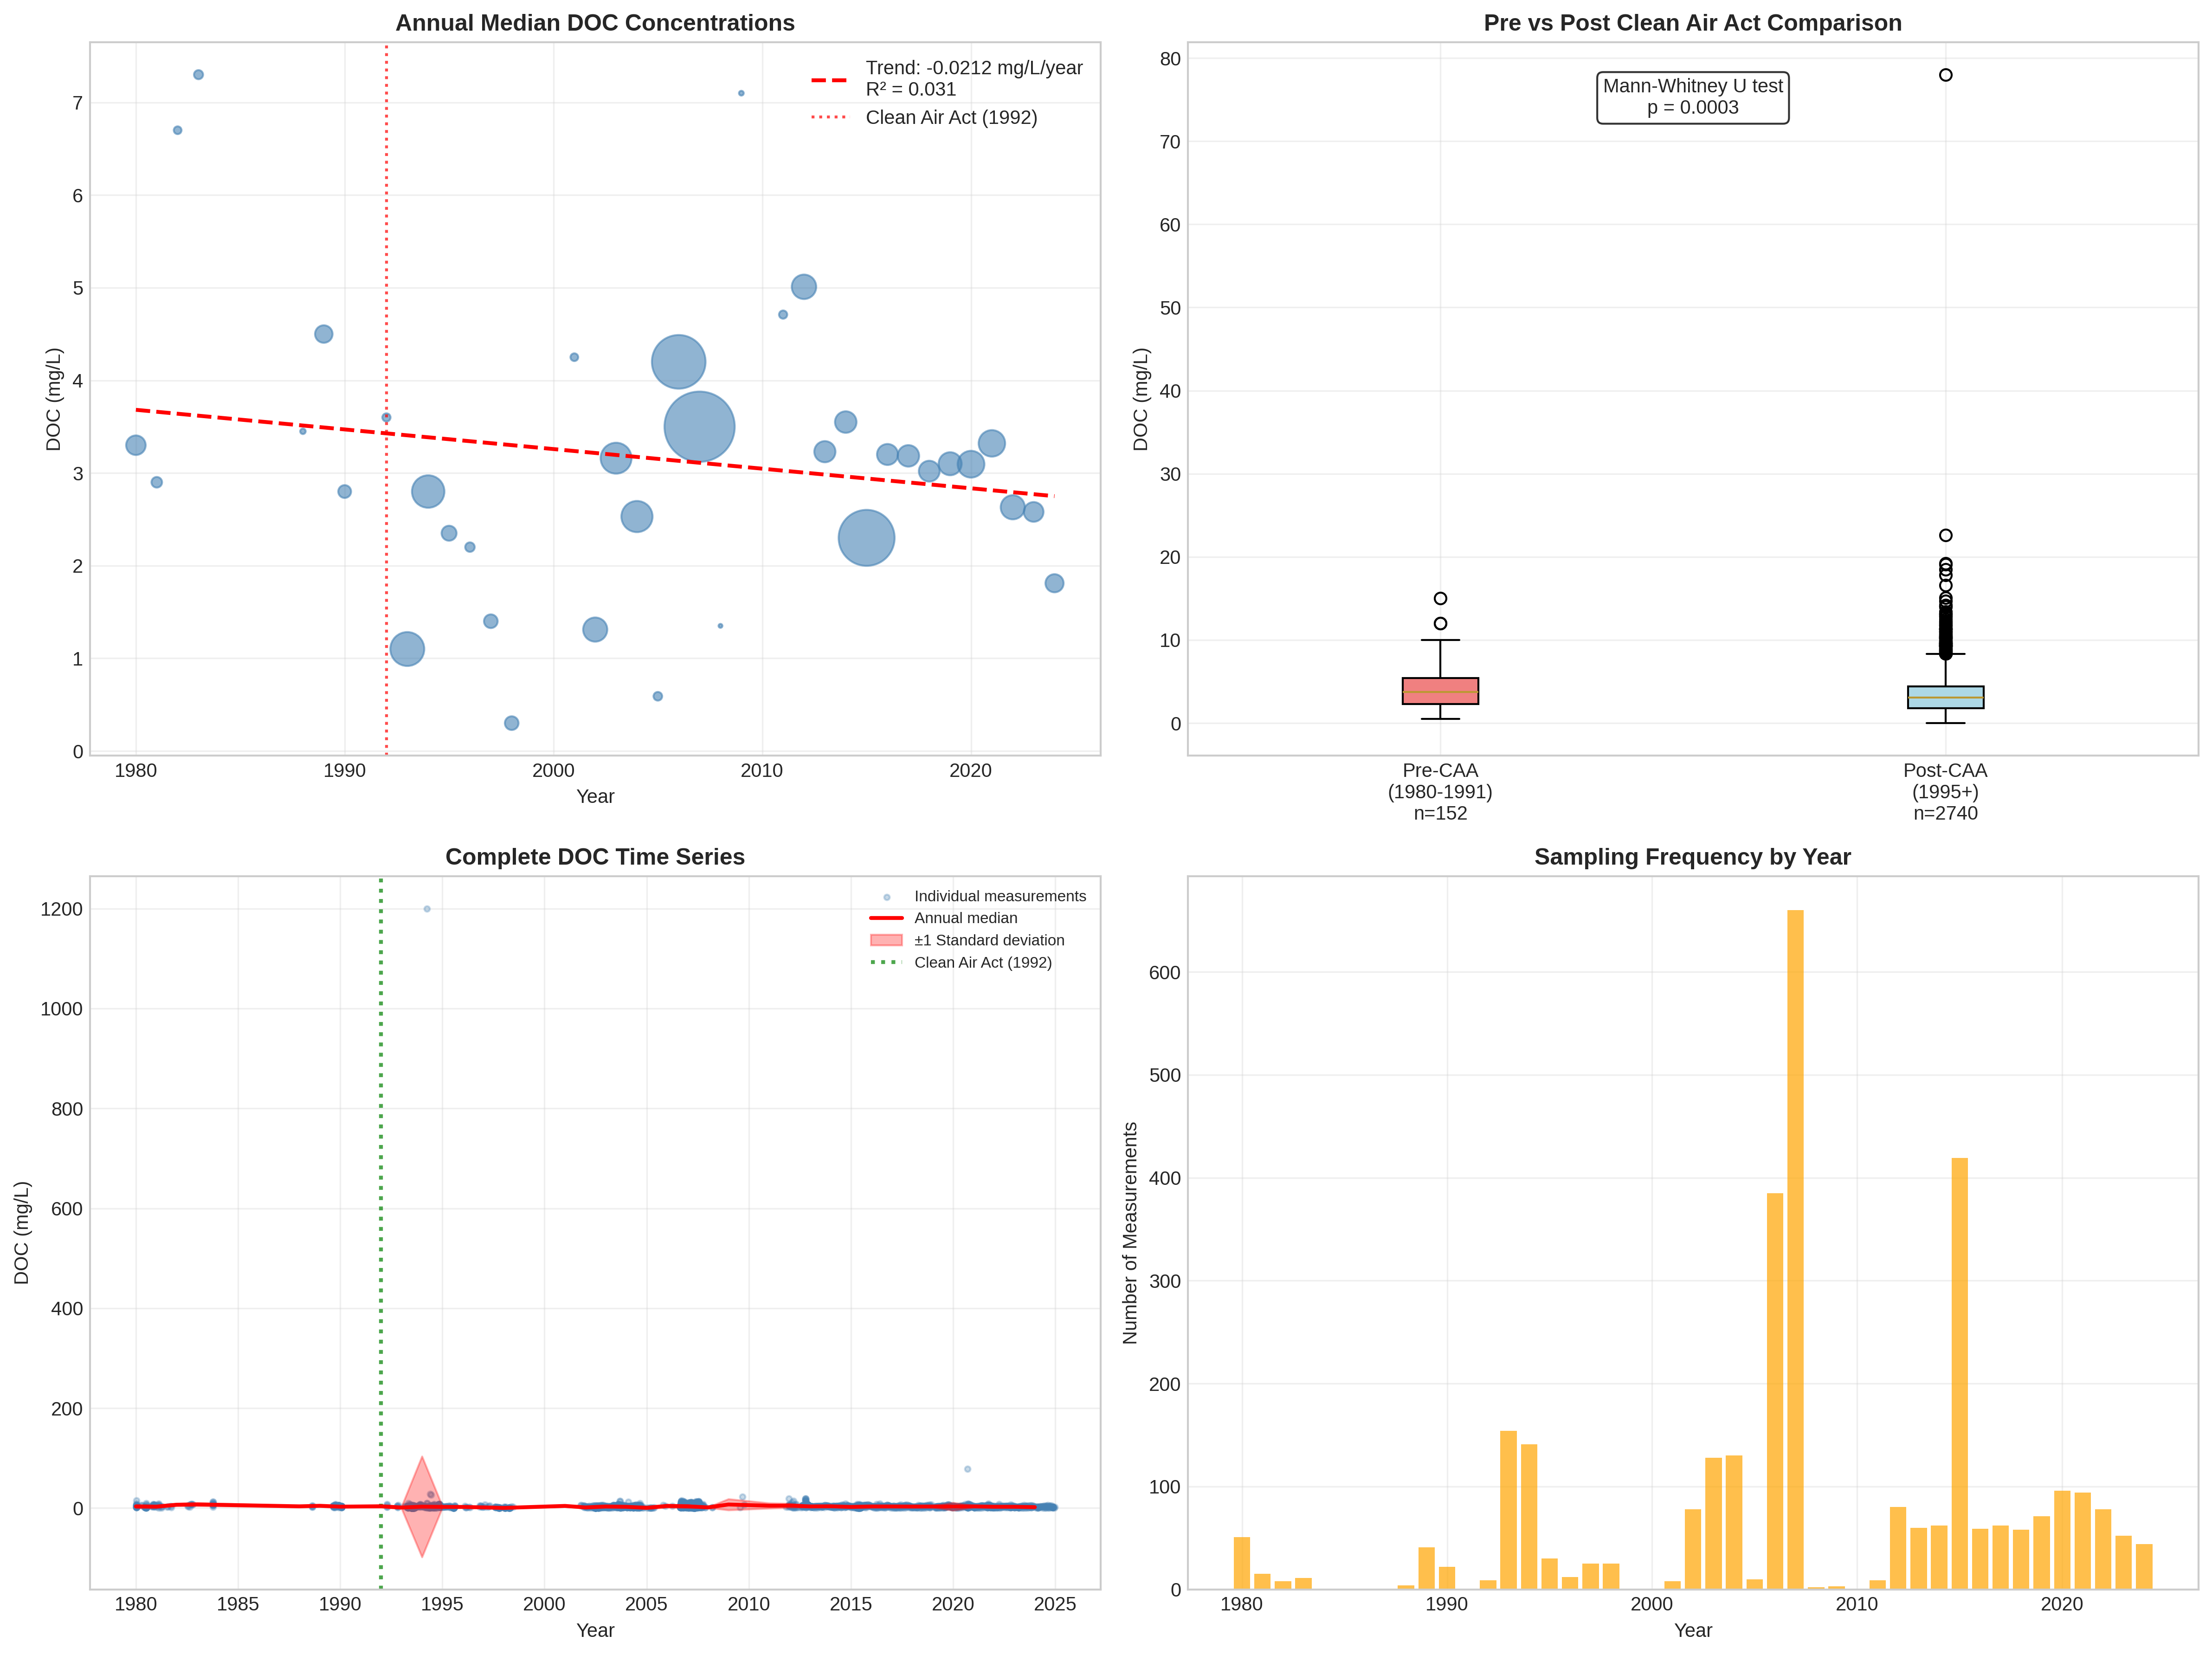 Annual Median DOC Concentrations
Trend: -0.0212 mg/L/year
R² = 0.031
Clean Air Act (1992)
DOC (mg/L)
7
6
5
4
3
2
1
0
1980
1990
2000
2010
2020
Year
Pre vs Post Clean Air Act Comparison
Mann-Whitney U test
p = 0.0003
DOC (mg/L)
80
70
60
50
40
30
20
10
0
Pre-CAA
(1980-1991)
n=152
Post-CAA
(1995+)
n=2740
Complete DOC Time Series
Individual measurements
Annual median
±1 Standard deviation
Clean Air Act (1992)
DOC (mg/L)
1200
1000
800
600
400
200
0
1980
1985
1990
1995
2000
2005
2010
2015
2020
2025
Year
Sampling Frequency by Year
Number of Measurements
600
500
400
300
200
100
0
1980
1990
2000
2010
2020
Year